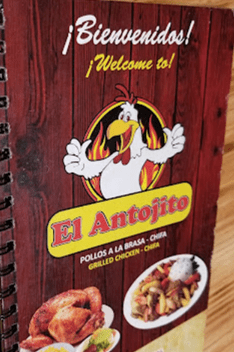 ¡Bienvenidos!
¡Welcome to!
El Antojito
POLLOS A LA BRASA - CHIFA
GRILLED CHICKEN - CHIFA